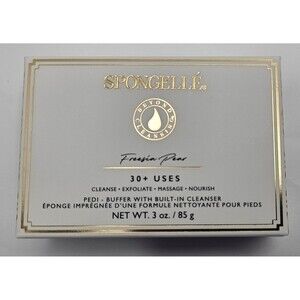 SPONGELLÉ®
BEYOND CLEANSING
Freesia Pear
30+ USES
CLEANSE • EXFOLIATE • MASSAGE • NOURISH
PEDI - BUFFER WITH BUILT-IN CLEANSER
ÉPONGE IMPRÉGNÉE D'UNE FORMULE NETTOYANTE POUR PIEDS
NET WT. 3 oz. / 85 g